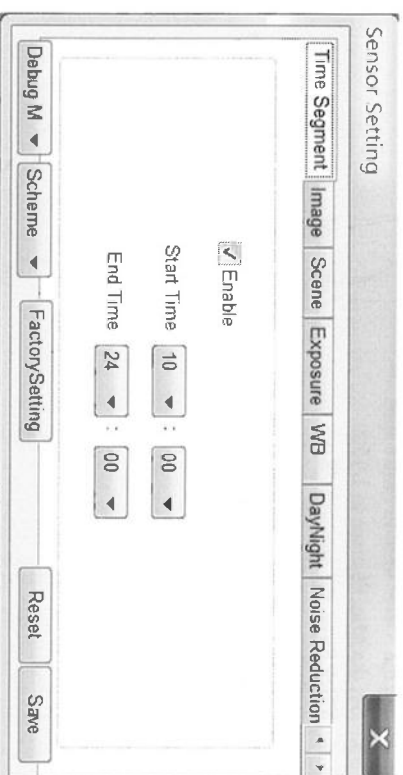 Sensor Setting X
Time Segment Image Scene Exposure WB DayNight Noise Reduction
Enable
Start Time 10 : 00
End Time 24 : 00
Debug M Scheme FactorySetting Reset Save